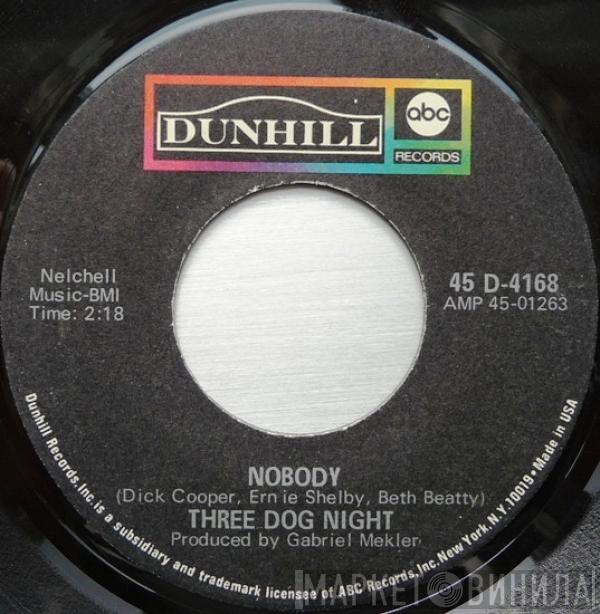 DUNHILL
abc
RECORDS
Nelchell
Music-BMI
Time: 2:18
45 D-4168
AMP 45-01263
NOBODY
(Dick Cooper, Ernie Shelby, Beth Beatty)
THREE DOG NIGHT
Produced by Gabriel Mekler
Dunhill Records, Inc. is a subsidiary and trademark licensee of ABC Records, Inc. New York, N.Y. 10019 • Made in USA
МАРКЕТ ВИНИЛА